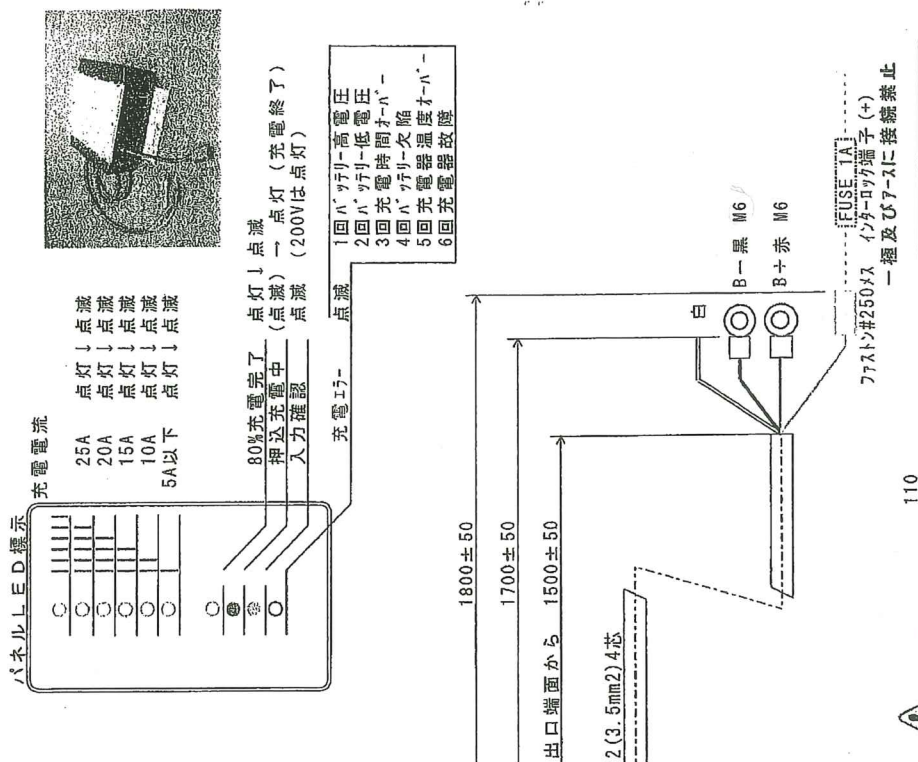 パネルLED標示
充電電流
25A 点灯↓点滅
20A 点灯↓点滅
15A 点灯↓点滅
10A 点灯↓点滅
5A以下 点灯↓点滅
80%充電完了 点灯↓点滅
押込充電中 (点滅) → 点灯 (充電終了)
入力確認 点滅 (200Vは点灯)
充電エラー 点滅
1回バッテリー高電圧
2回バッテリー低電圧
3回充電時間オーバー
4回バッテリー欠陥
5回充電器温度オーバー
6回充電器故障
1800±50
1700±50
出口端面から 1500±50
2(3.5mm2)4芯
白
B-黒 M6
B+赤 M6
FUSE 1A
ファストン#250メス インターロック端子(+)
一極及びアースに接続禁止
110